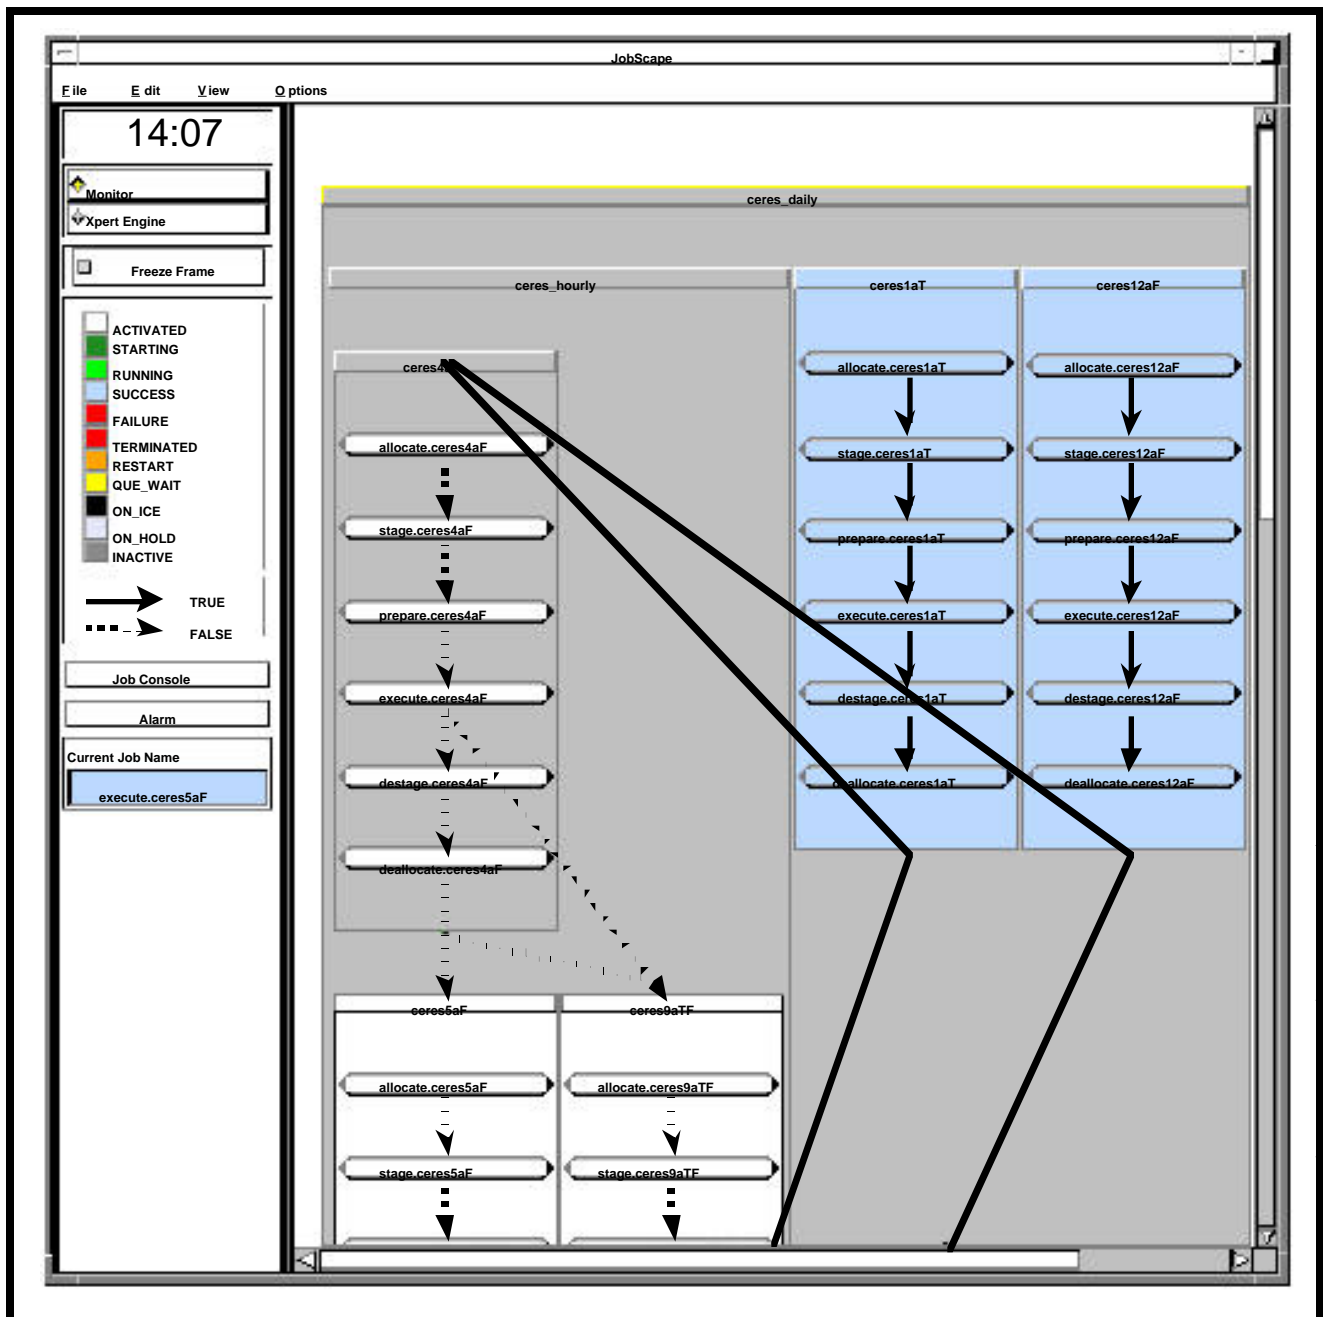 JobScape
File Edit View Options
14:07
Monitor
Xpert Engine
Freeze Frame
ACTIVATED
STARTING
RUNNING
SUCCESS
FAILURE
TERMINATED
RESTART
QUE_WAIT
ON_ICE
ON_HOLD
INACTIVE
TRUE
FALSE
Job Console
Alarm
Current Job Name
execute.ceres5aF
ceres_daily
ceres_hourly
allocate.ceres4aF
stage.ceres4aF
prepare.ceres4aF
execute.ceres4aF
destage.ceres4aF
deallocate.ceres4aF
ceres5aF
allocate.ceres5aF
stage.ceres5aF
ceres9aTF
allocate.ceres9aTF
stage.ceres9aTF
ceres1aT
allocate.ceres1aT
stage.ceres1aT
prepare.ceres1aT
execute.ceres1aT
destage.ceres1aT
deallocate.ceres1aT
ceres12aF
allocate.ceres12aF
stage.ceres12aF
prepare.ceres12aF
execute.ceres12aF
destage.ceres12aF
deallocate.ceres12aF